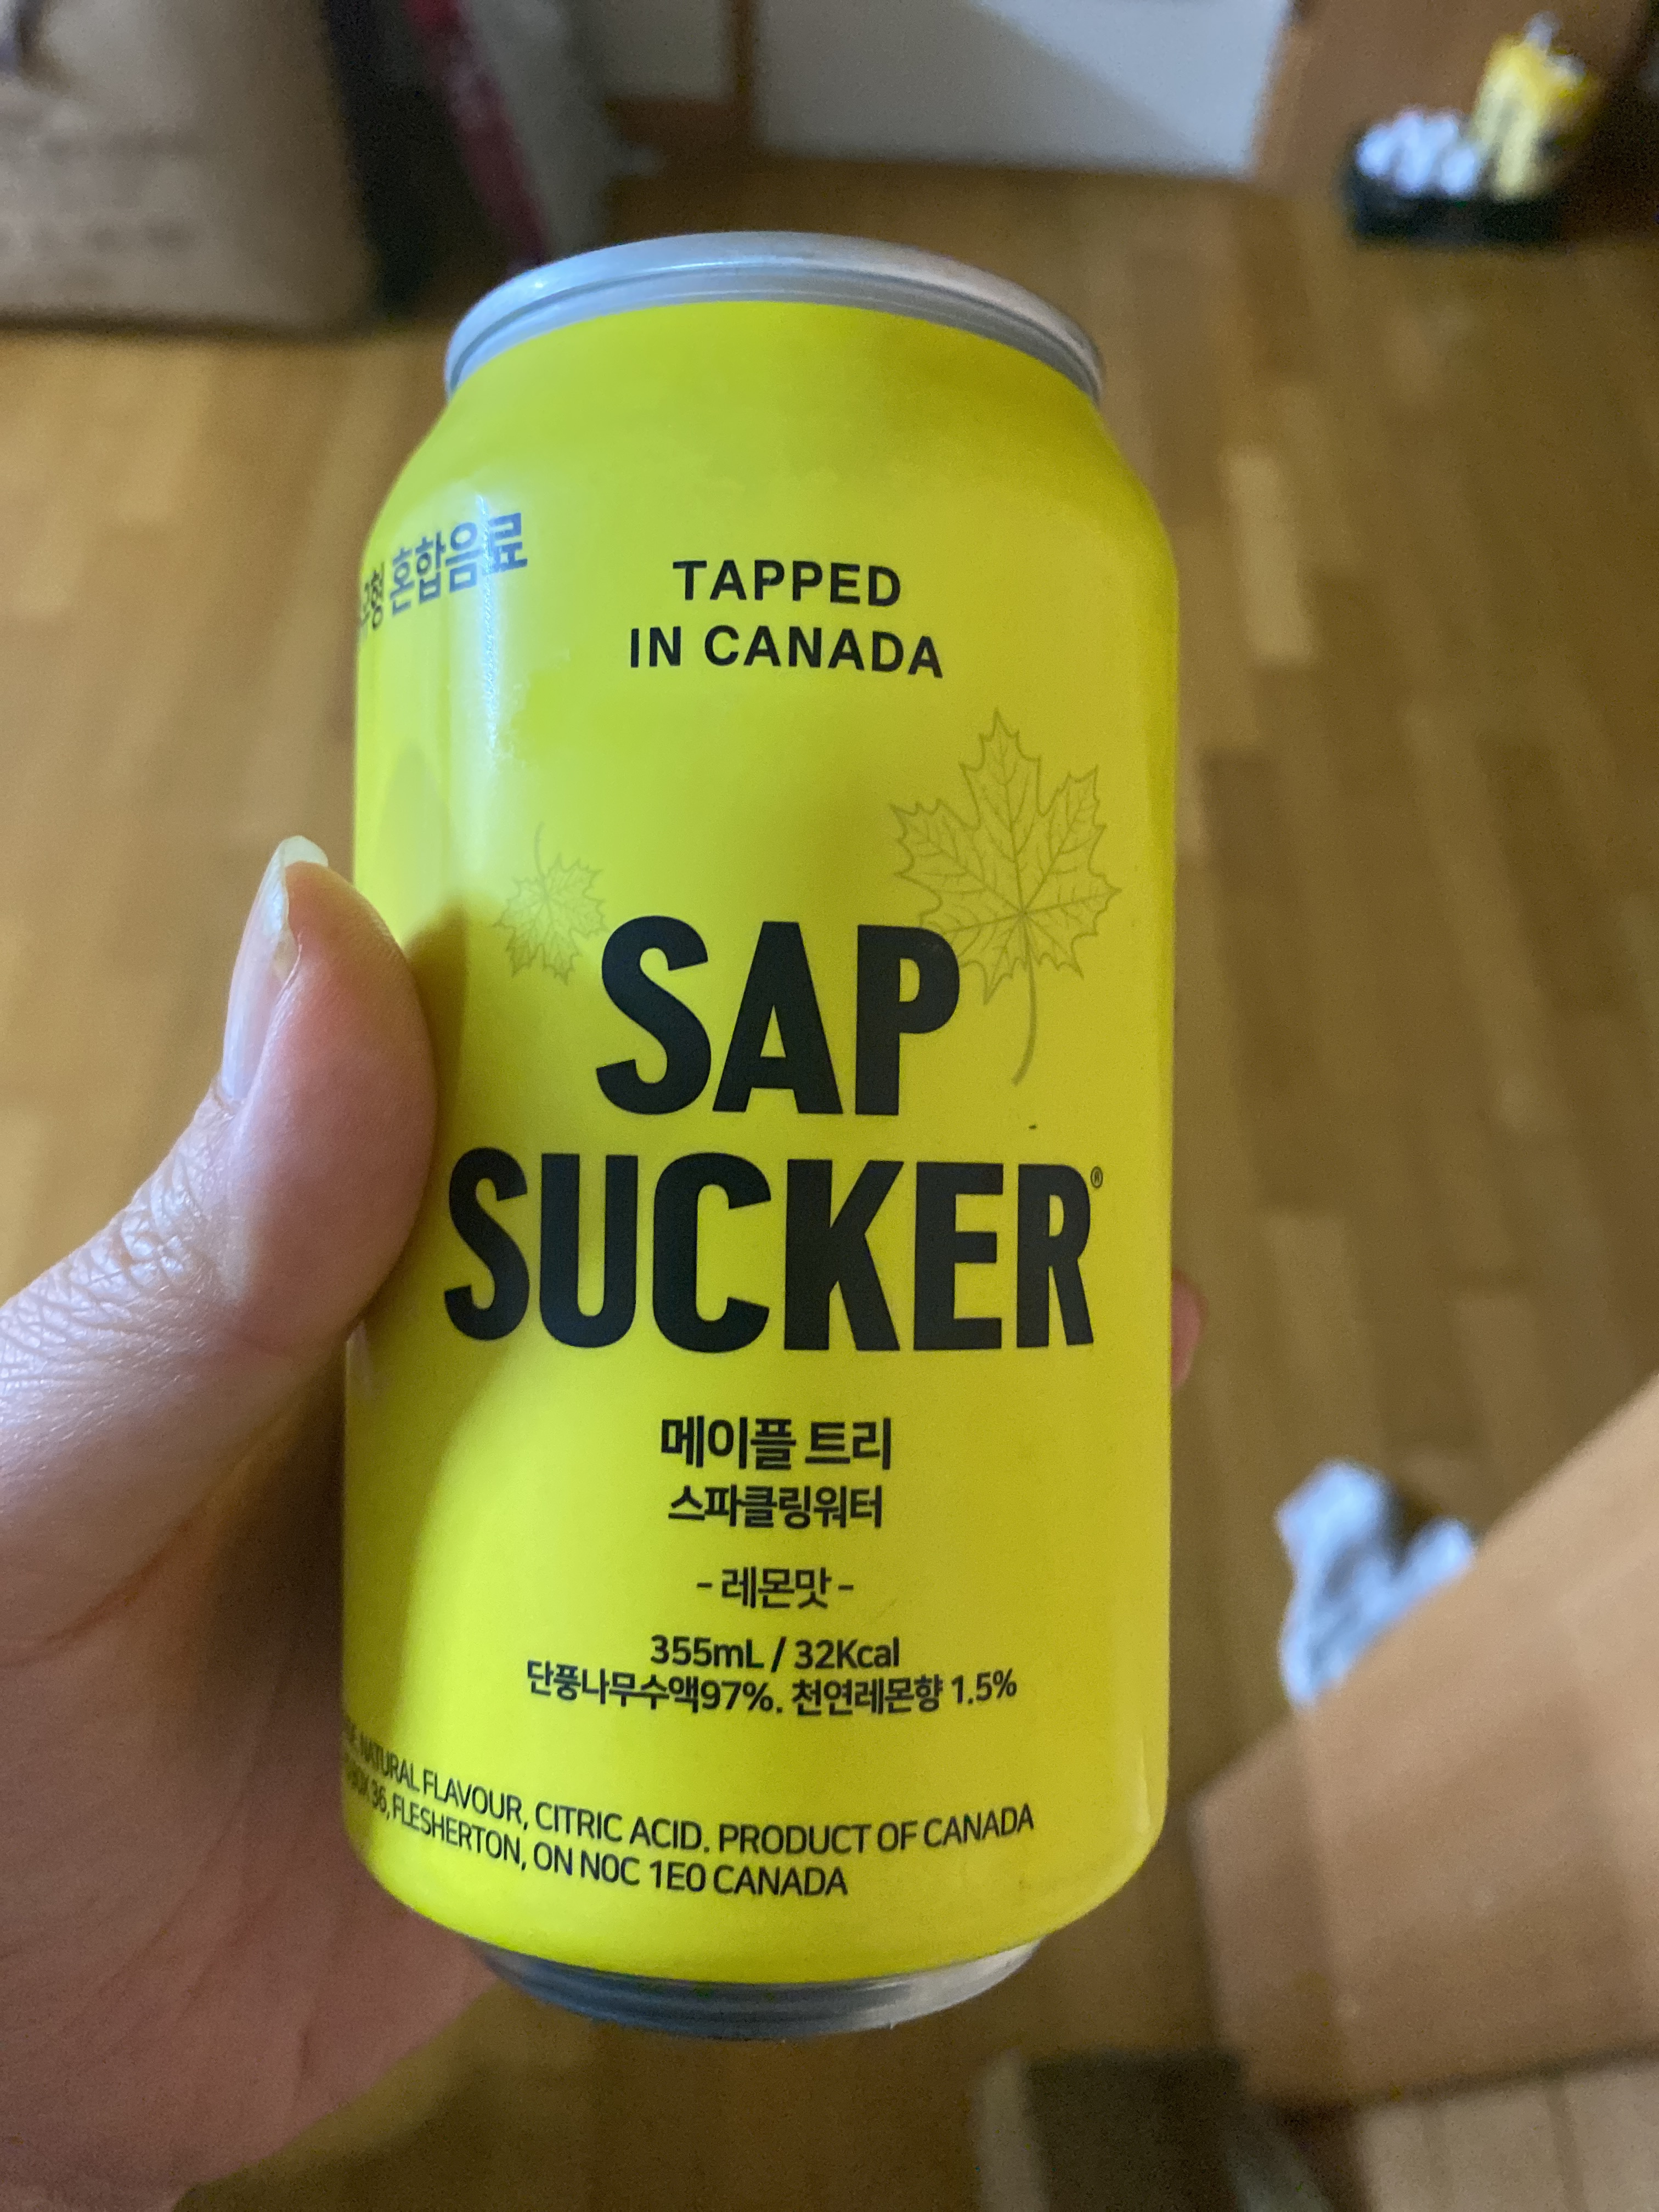 혼합음료
TAPPED
IN CANADA
SAP
SUCKER®
메이플 트리
스파클링워터
- 레몬맛 -
355mL / 32Kcal
단풍나무수액97%. 천연레몬향 1.5%
NATURAL FLAVOUR, CITRIC ACID. PRODUCT OF CANADA
36, FLESHERTON, ON N0C 1E0 CANADA